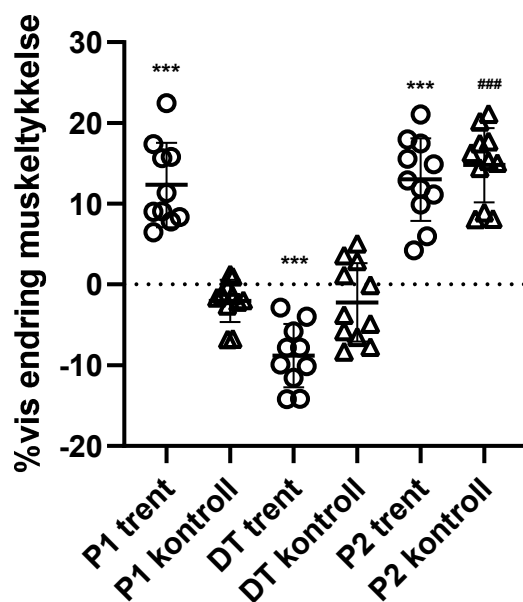 %vis endring muskeltykkelse
30
20
10
0
-10
-20
***
***
***
###
P1 trent
P1 kontroll
DT trent
DT kontroll
P2 trent
P2 kontroll